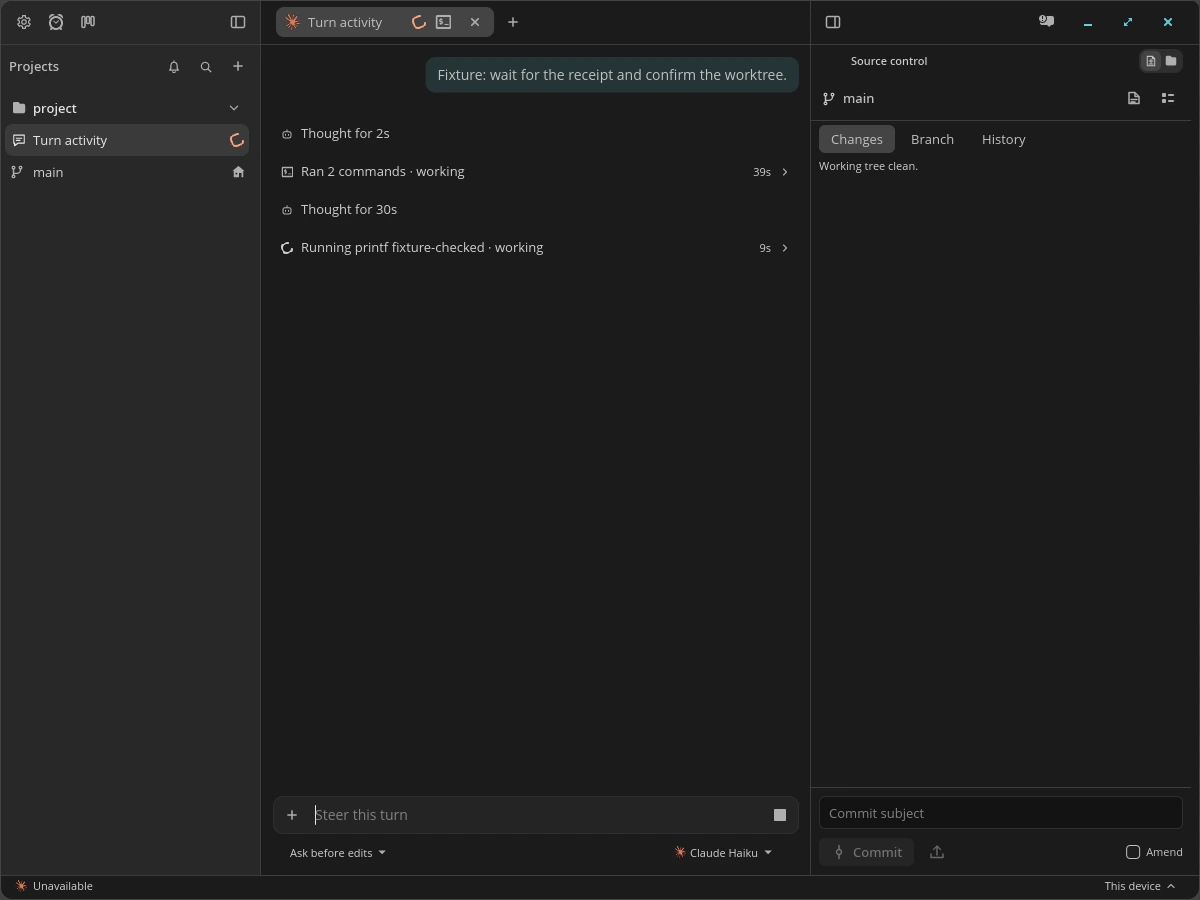 Turn activity
Projects
project
Turn activity
main
Fixture: wait for the receipt and confirm the worktree.
Thought for 2s
Ran 2 commands · working 39s
Thought for 30s
Running printf fixture-checked · working 9s
Steer this turn
Ask before edits
Claude Haiku
Source control
main
Changes Branch History
Working tree clean.
Commit subject
Commit
Amend
Unavailable
This device